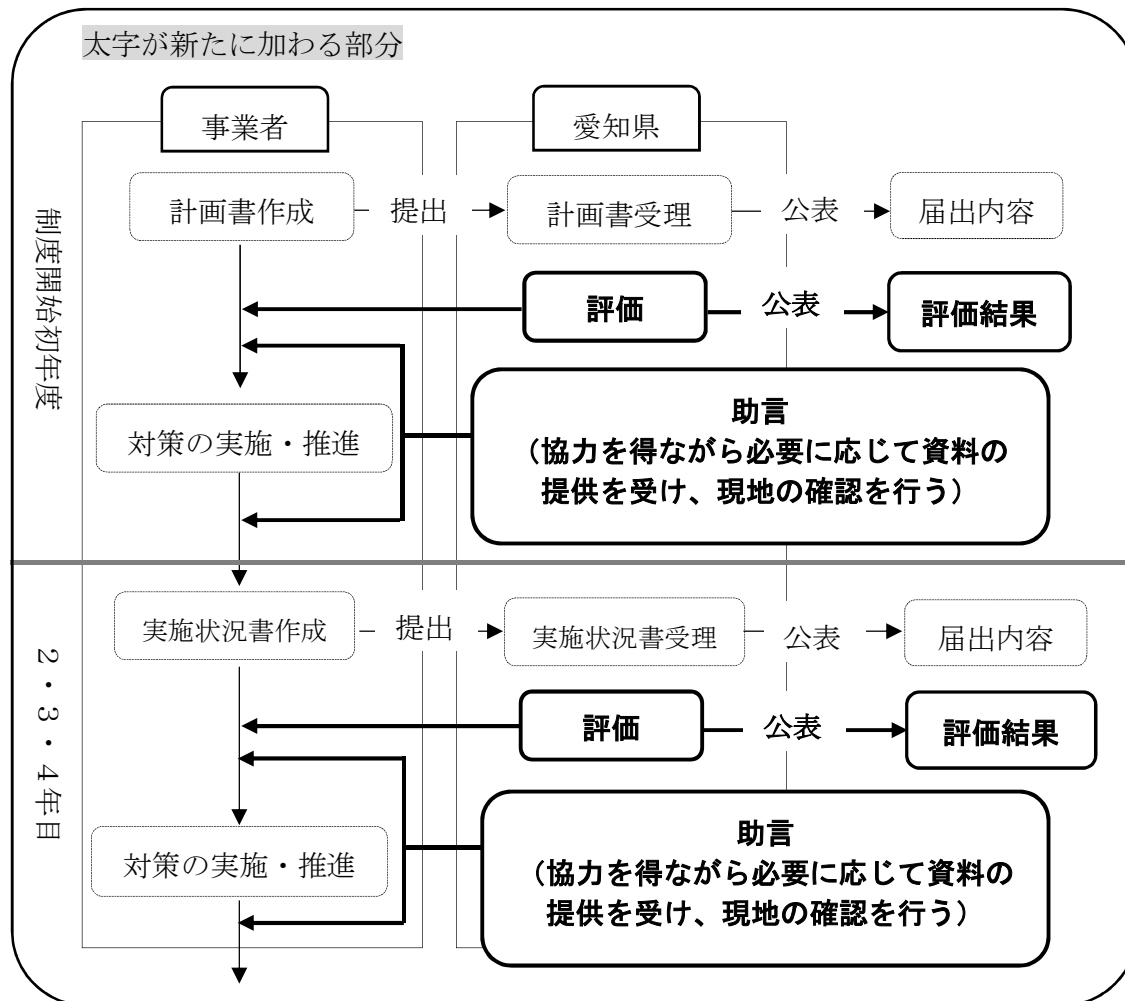 太字が新たに加わる部分
事業者
愛知県
制度開始初年度
計画書作成
提出
計画書受理
公表
届出内容
評価
公表
評価結果
対策の実施・推進
助言
（協力を得ながら必要に応じて資料の
提供を受け、現地の確認を行う）
2・3・4年目
実施状況書作成
提出
実施状況書受理
公表
届出内容
評価
公表
評価結果
対策の実施・推進
助言
（協力を得ながら必要に応じて資料の
提供を受け、現地の確認を行う）